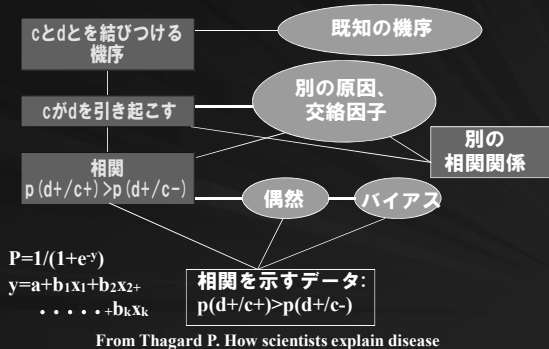 cとdとを結びつける
機序
既知の機序
cがdを引き起こす
別の原因、
交絡因子
別の
相関関係
相関
p(d+/c+)>p(d+/c-)
偶然
バイアス
P=1/(1+e-y)
y=a+b1x1+b2x2+
・・・・・+bkxk
相関を示すデータ:
p(d+/c+)>p(d+/c-)
From Thagard P. How scientists explain disease